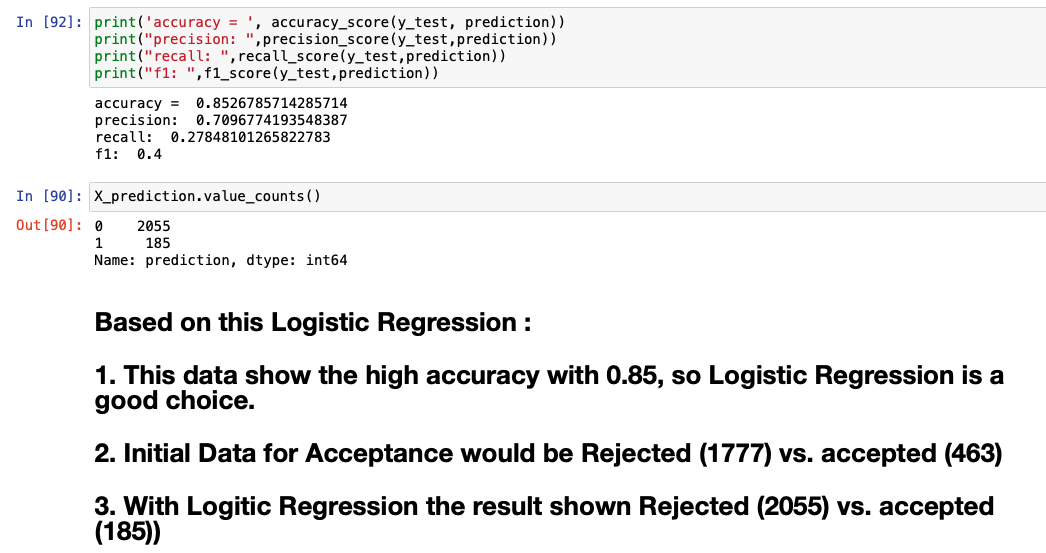 In [92]: print('accuracy = ', accuracy_score(y_test, prediction))
print("precision: ",precision_score(y_test,prediction))
print("recall: ",recall_score(y_test,prediction))
print("f1: ",f1_score(y_test,prediction))
accuracy =  0.8526785714285714
precision:  0.7096774193548387
recall:  0.27848101265822783
f1:  0.4
In [90]: X_prediction.value_counts()
Out[90]: 0    2055
1     185
Name: prediction, dtype: int64
Based on this Logistic Regression :
1. This data show the high accuracy with 0.85, so Logistic Regression is a
good choice.
2. Initial Data for Acceptance would be Rejected (1777) vs. accepted (463)
3. With Logitic Regression the result shown Rejected (2055) vs. accepted
(185))